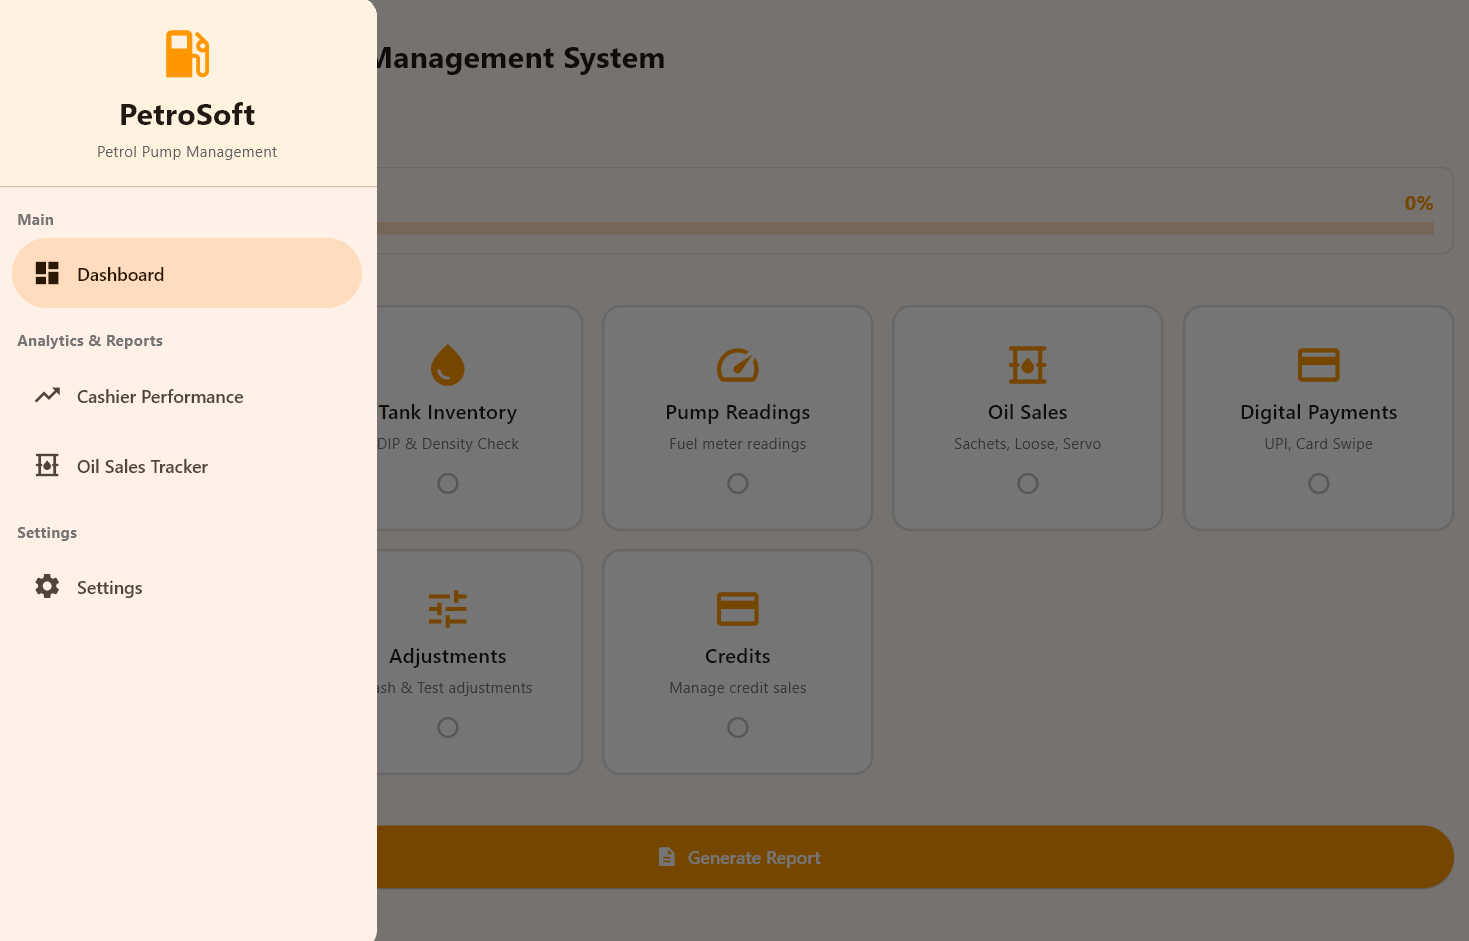 PetroSoft
Petrol Pump Management
Main
Dashboard
Analytics & Reports
Cashier Performance
Oil Sales Tracker
Settings
Settings
Management System
0%
Tank Inventory
DIP & Density Check
Pump Readings
Fuel meter readings
Oil Sales
Sachets, Loose, Servo
Digital Payments
UPI, Card Swipe
Adjustments
ash & Test adjustments
Credits
Manage credit sales
Generate Report